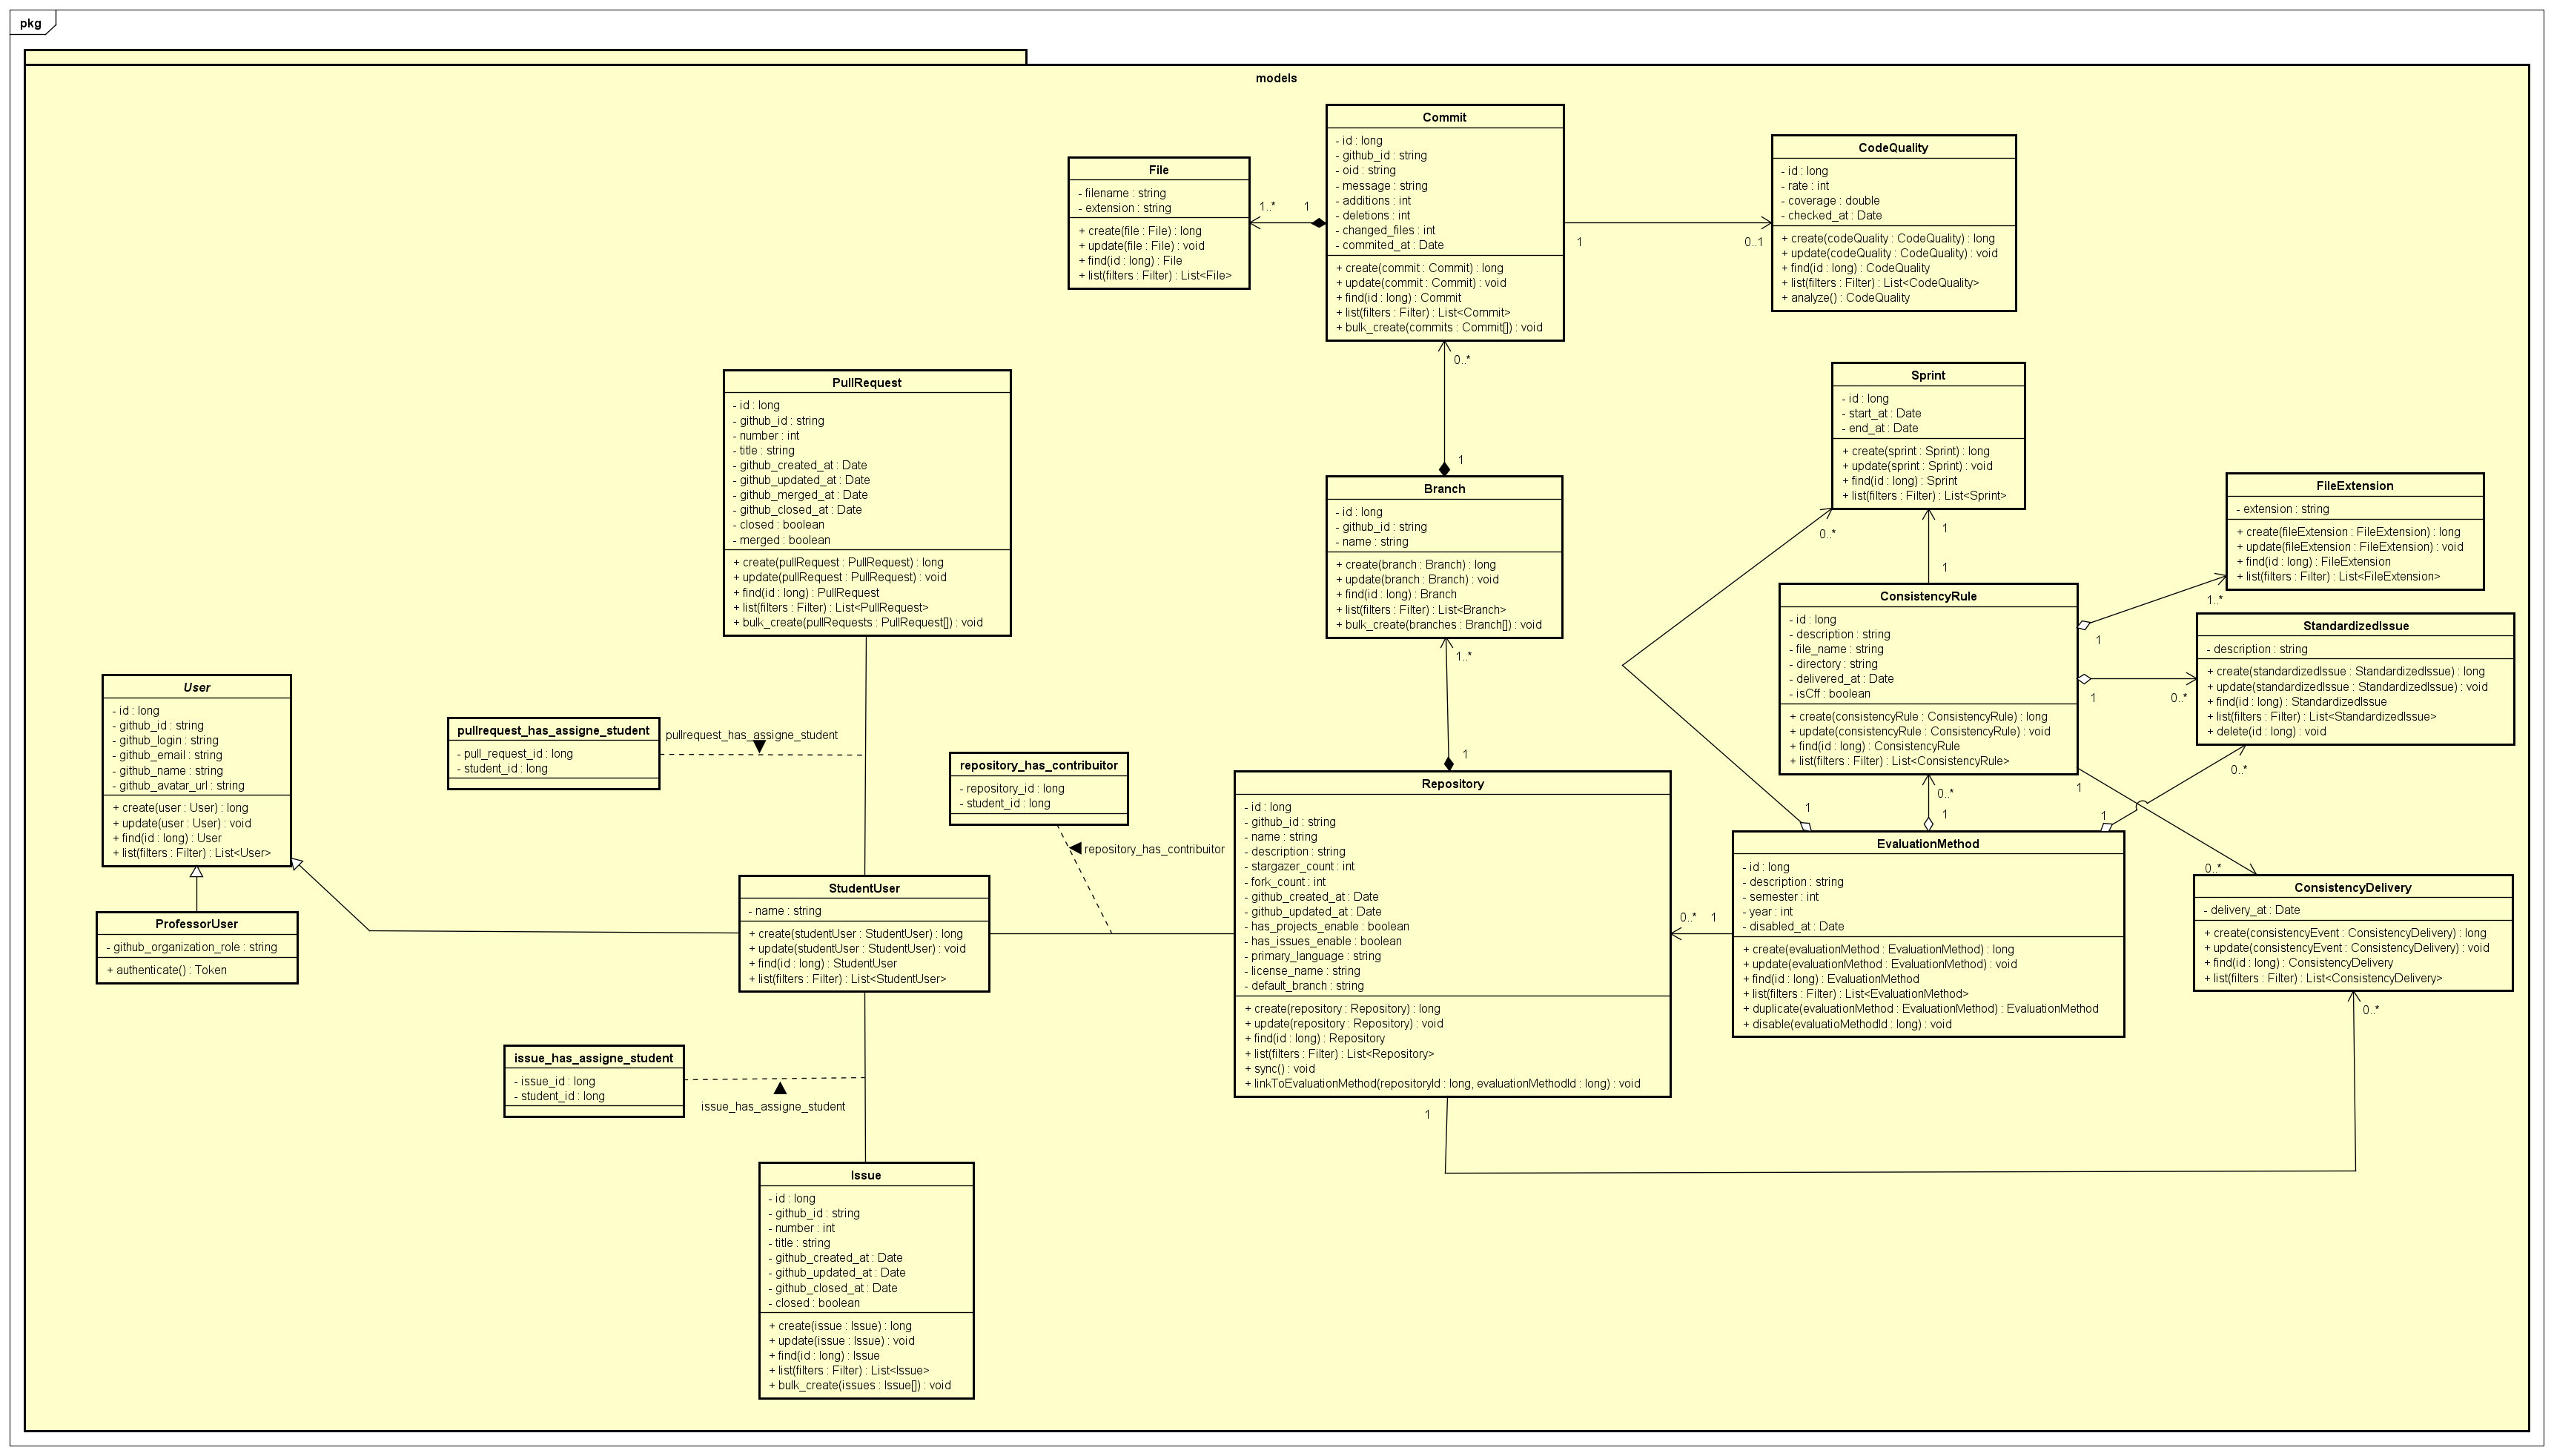 pkg
models
Commit
- id : long
- github_id : string
- oid : string
- message : string
- additions : int
- deletions : int
- changed_files : int
- commited_at : Date
+ create(commit : Commit) : long
+ update(commit : Commit) : void
+ find(id : long) : Commit
+ list(filters : Filter) : List<Commit>
+ bulk_create(commits : Commit[]) : void
File
- filename : string
- extension : string
+ create(file : File) : long
+ update(file : File) : void
+ find(id : long) : File
+ list(filters : Filter) : List<File>
1..*
1
CodeQuality
- id : long
- rate : int
- coverage : double
- checked_at : Date
+ create(codeQuality : CodeQuality) : long
+ update(codeQuality : CodeQuality) : void
+ find(id : long) : CodeQuality
+ list(filters : Filter) : List<CodeQuality>
+ analyze() : CodeQuality
1
0..1
0..*
1
PullRequest
- id : long
- github_id : string
- number : int
- title : string
- github_created_at : Date
- github_updated_at : Date
- github_merged_at : Date
- github_closed_at : Date
- closed : boolean
- merged : boolean
+ create(pullRequest : PullRequest) : long
+ update(pullRequest : PullRequest) : void
+ find(id : long) : PullRequest
+ list(filters : Filter) : List<PullRequest>
+ bulk_create(pullRequests : PullRequest[]) : void
Branch
- id : long
- github_id : string
- name : string
+ create(branch : Branch) : long
+ update(branch : Branch) : void
+ find(id : long) : Branch
+ list(filters : Filter) : List<Branch>
+ bulk_create(branches : Branch[]) : void
1..*
1
Sprint
- id : long
- start_at : Date
- end_at : Date
+ create(sprint : Sprint) : long
+ update(sprint : Sprint) : void
+ find(id : long) : Sprint
+ list(filters : Filter) : List<Sprint>
0..*
1
1
FileExtension
- extension : string
+ create(fileExtension : FileExtension) : long
+ update(fileExtension : FileExtension) : void
+ find(id : long) : FileExtension
+ list(filters : Filter) : List<FileExtension>
1..*
1
ConsistencyRule
- id : long
- description : string
- file_name : string
- directory : string
- delivered_at : Date
- isCff : boolean
+ create(consistencyRule : ConsistencyRule) : long
+ update(consistencyRule : ConsistencyRule) : void
+ find(id : long) : ConsistencyRule
+ list(filters : Filter) : List<ConsistencyRule>
StandardizedIssue
- description : string
+ create(standardizedIssue : StandardizedIssue) : long
+ update(standardizedIssue : StandardizedIssue) : void
+ find(id : long) : StandardizedIssue
+ list(filters : Filter) : List<StandardizedIssue>
+ delete(id : long) : void
1
0..*
0..*
1
0..*
1
1
1
0..*
User
- id : long
- github_id : string
- github_login : string
- github_email : string
- github_name : string
- github_avatar_url : string
+ create(user : User) : long
+ update(user : User) : void
+ find(id : long) : User
+ list(filters : Filter) : List<User>
ProfessorUser
- github_organization_role : string
+ authenticate() : Token
pullrequest_has_assigne_student
- pull_request_id : long
- student_id : long
pullrequest_has_assigne_student
repository_has_contribuitor
- repository_id : long
- student_id : long
repository_has_contribuitor
StudentUser
- name : string
+ create(studentUser : StudentUser) : long
+ update(studentUser : StudentUser) : void
+ find(id : long) : StudentUser
+ list(filters : Filter) : List<StudentUser>
Repository
- id : long
- github_id : string
- name : string
- description : string
- stargazer_count : int
- fork_count : int
- github_created_at : Date
- github_updated_at : Date
- has_projects_enable : boolean
- has_issues_enable : boolean
- primary_language : string
- license_name : string
- default_branch : string
+ create(repository : Repository) : long
+ update(repository : Repository) : void
+ find(id : long) : Repository
+ list(filters : Filter) : List<Repository>
+ sync() : void
+ linkToEvaluationMethod(repositoryId : long, evaluationMethodId : long) : void
0..*
1
EvaluationMethod
- id : long
- description : string
- semester : int
- year : int
- disabled_at : Date
+ create(evaluationMethod : EvaluationMethod) : long
+ update(evaluationMethod : EvaluationMethod) : void
+ find(id : long) : EvaluationMethod
+ list(filters : Filter) : List<EvaluationMethod>
+ duplicate(evaluationMethod : EvaluationMethod) : EvaluationMethod
+ disable(evaluatioMethodId : long) : void
ConsistencyDelivery
- delivery_at : Date
+ create(consistencyEvent : ConsistencyDelivery) : long
+ update(consistencyEvent : ConsistencyDelivery) : void
+ find(id : long) : ConsistencyDelivery
+ list(filters : Filter) : List<ConsistencyDelivery>
0..*
1
issue_has_assigne_student
- issue_id : long
- student_id : long
issue_has_assigne_student
Issue
- id : long
- github_id : string
- number : int
- title : string
- github_created_at : Date
- github_updated_at : Date
- github_closed_at : Date
- closed : boolean
+ create(issue : Issue) : long
+ update(issue : Issue) : void
+ find(id : long) : Issue
+ list(filters : Filter) : List<Issue>
+ bulk_create(issues : Issue[]) : void